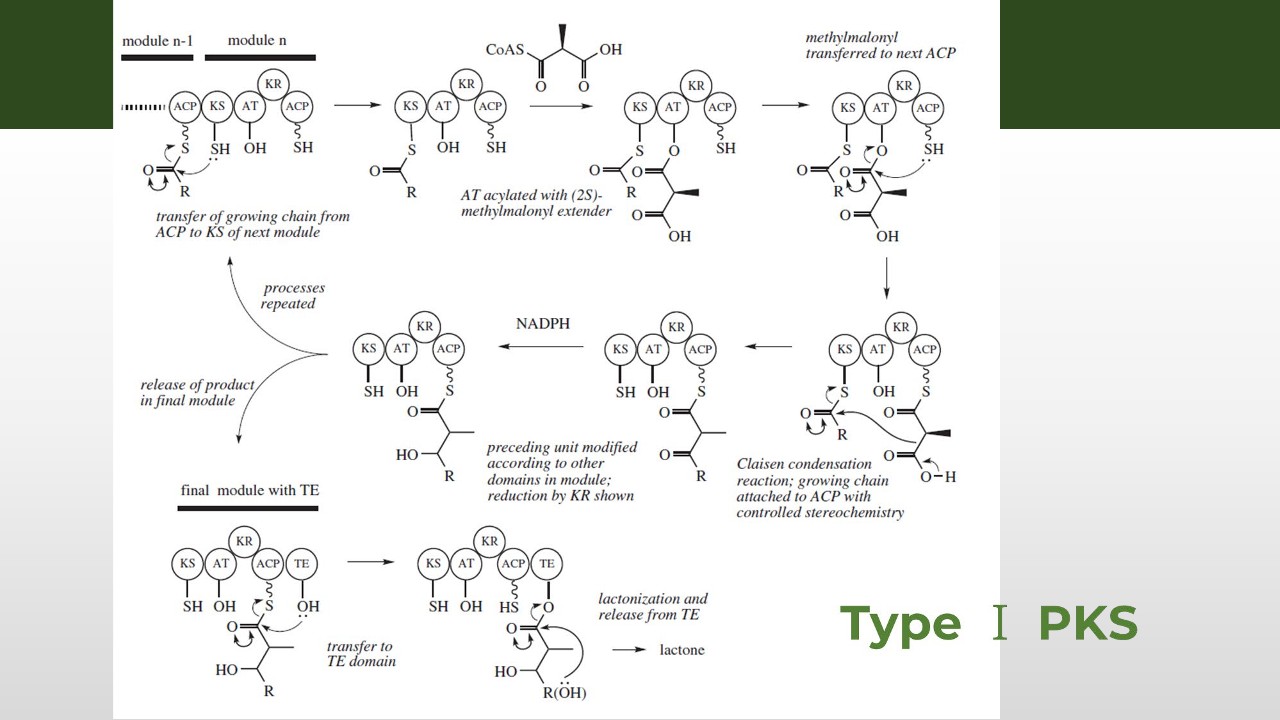 module n-1 module n
ACP KS AT KR ACP
S SH OH SH
O
R
transfer of growing chain from
ACP to KS of next module
KS AT KR ACP
S OH SH
O
R
CoAS OH
O O
AT acylated with (2S)-
methylmalonyl extender
KS AT KR ACP
S O SH
O O
R
O
OH
methylmalonyl
transferred to next ACP
KS AT KR ACP
S O SH
O O
R
O
OH
KS AT KR ACP
S OH S
O O
R
O
O–H
Claisen condensation
reaction; growing chain
attached to ACP with
controlled stereochemistry
KS AT KR ACP
SH OH S
O
O
R
NADPH
KS AT KR ACP
SH OH S
O
HO
R
preceding unit modified
according to other
domains in module;
reduction by KR shown
processes
repeated
release of product
in final module
final module with TE
KS AT KR ACP TE
SH OH S OH
O
HO
R
transfer to
TE domain
KS AT KR ACP TE
SH OH HS O
O
HO
R(OH)
lactonization and
release from TE
lactone
Type I PKS